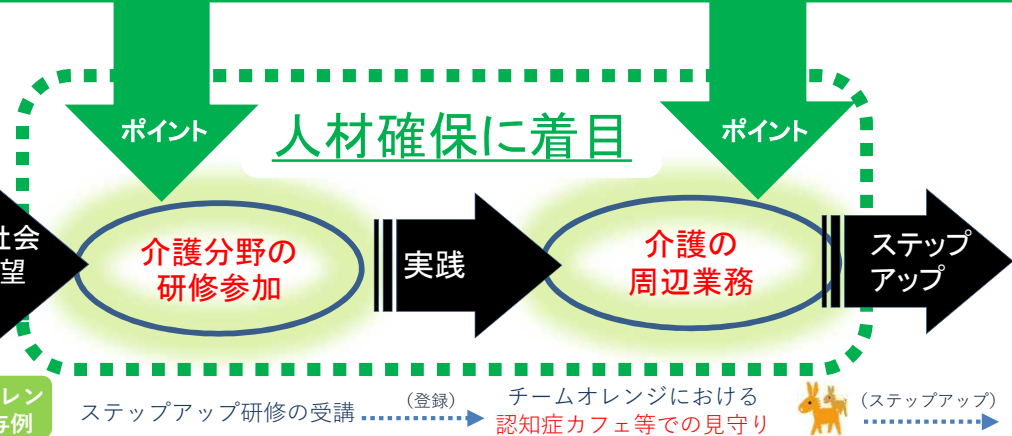 ポイント
人材確保に着目
ポイント
社会
望
介護分野の
研修参加
実践
介護の
周辺業務
ステップ
アップ
レン
与例
ステップアップ研修の受講
(登録)
チームオレンジにおける
認知症カフェ等での見守り
(ステップアップ)